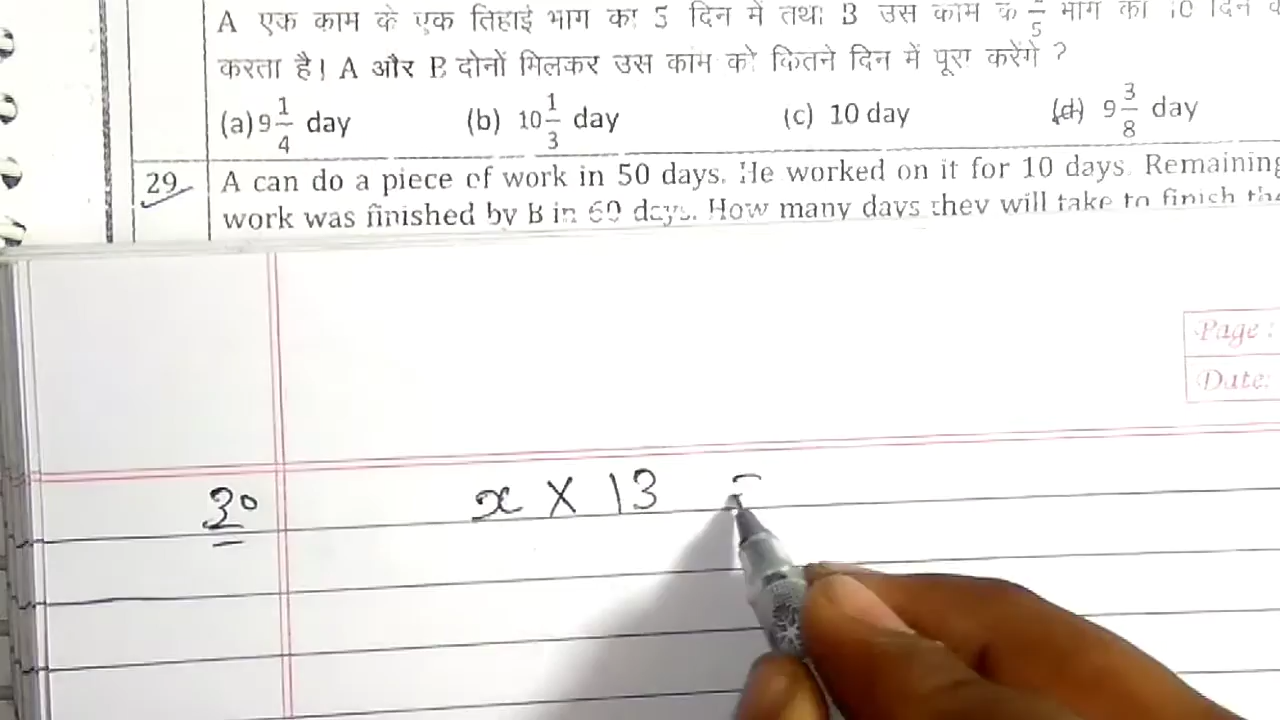 A एक काम के एक तिहाई भाग का 5 दिन में तथा B उस काम के /5 भाग को 10 दिन
करता है। A और B दोनों मिलकर उस काम को कितने दिन में पूरा करेंगे ?
(a) 9 1/4 day (b) 10 1/3 day (c) 10 day (d) 9 3/8 day
29 A can do a piece of work in 50 days. He worked on it for 10 days. Remaining
work was finished by B in 60 days. How many days they will take to finish the
Page :
Date:
30 x X 13 =